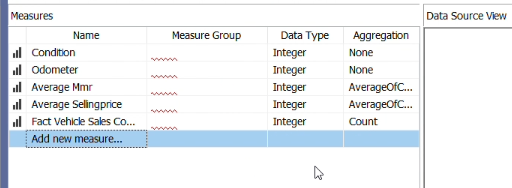 Measures
Data Source View
Name Measure Group Data Type Aggregation
Condition Integer None
Odometer Integer None
Average Mmr Integer AverageOfC...
Average Sellingprice Integer AverageOfC...
Fact Vehicle Sales Co... Integer Count
Add new measure...